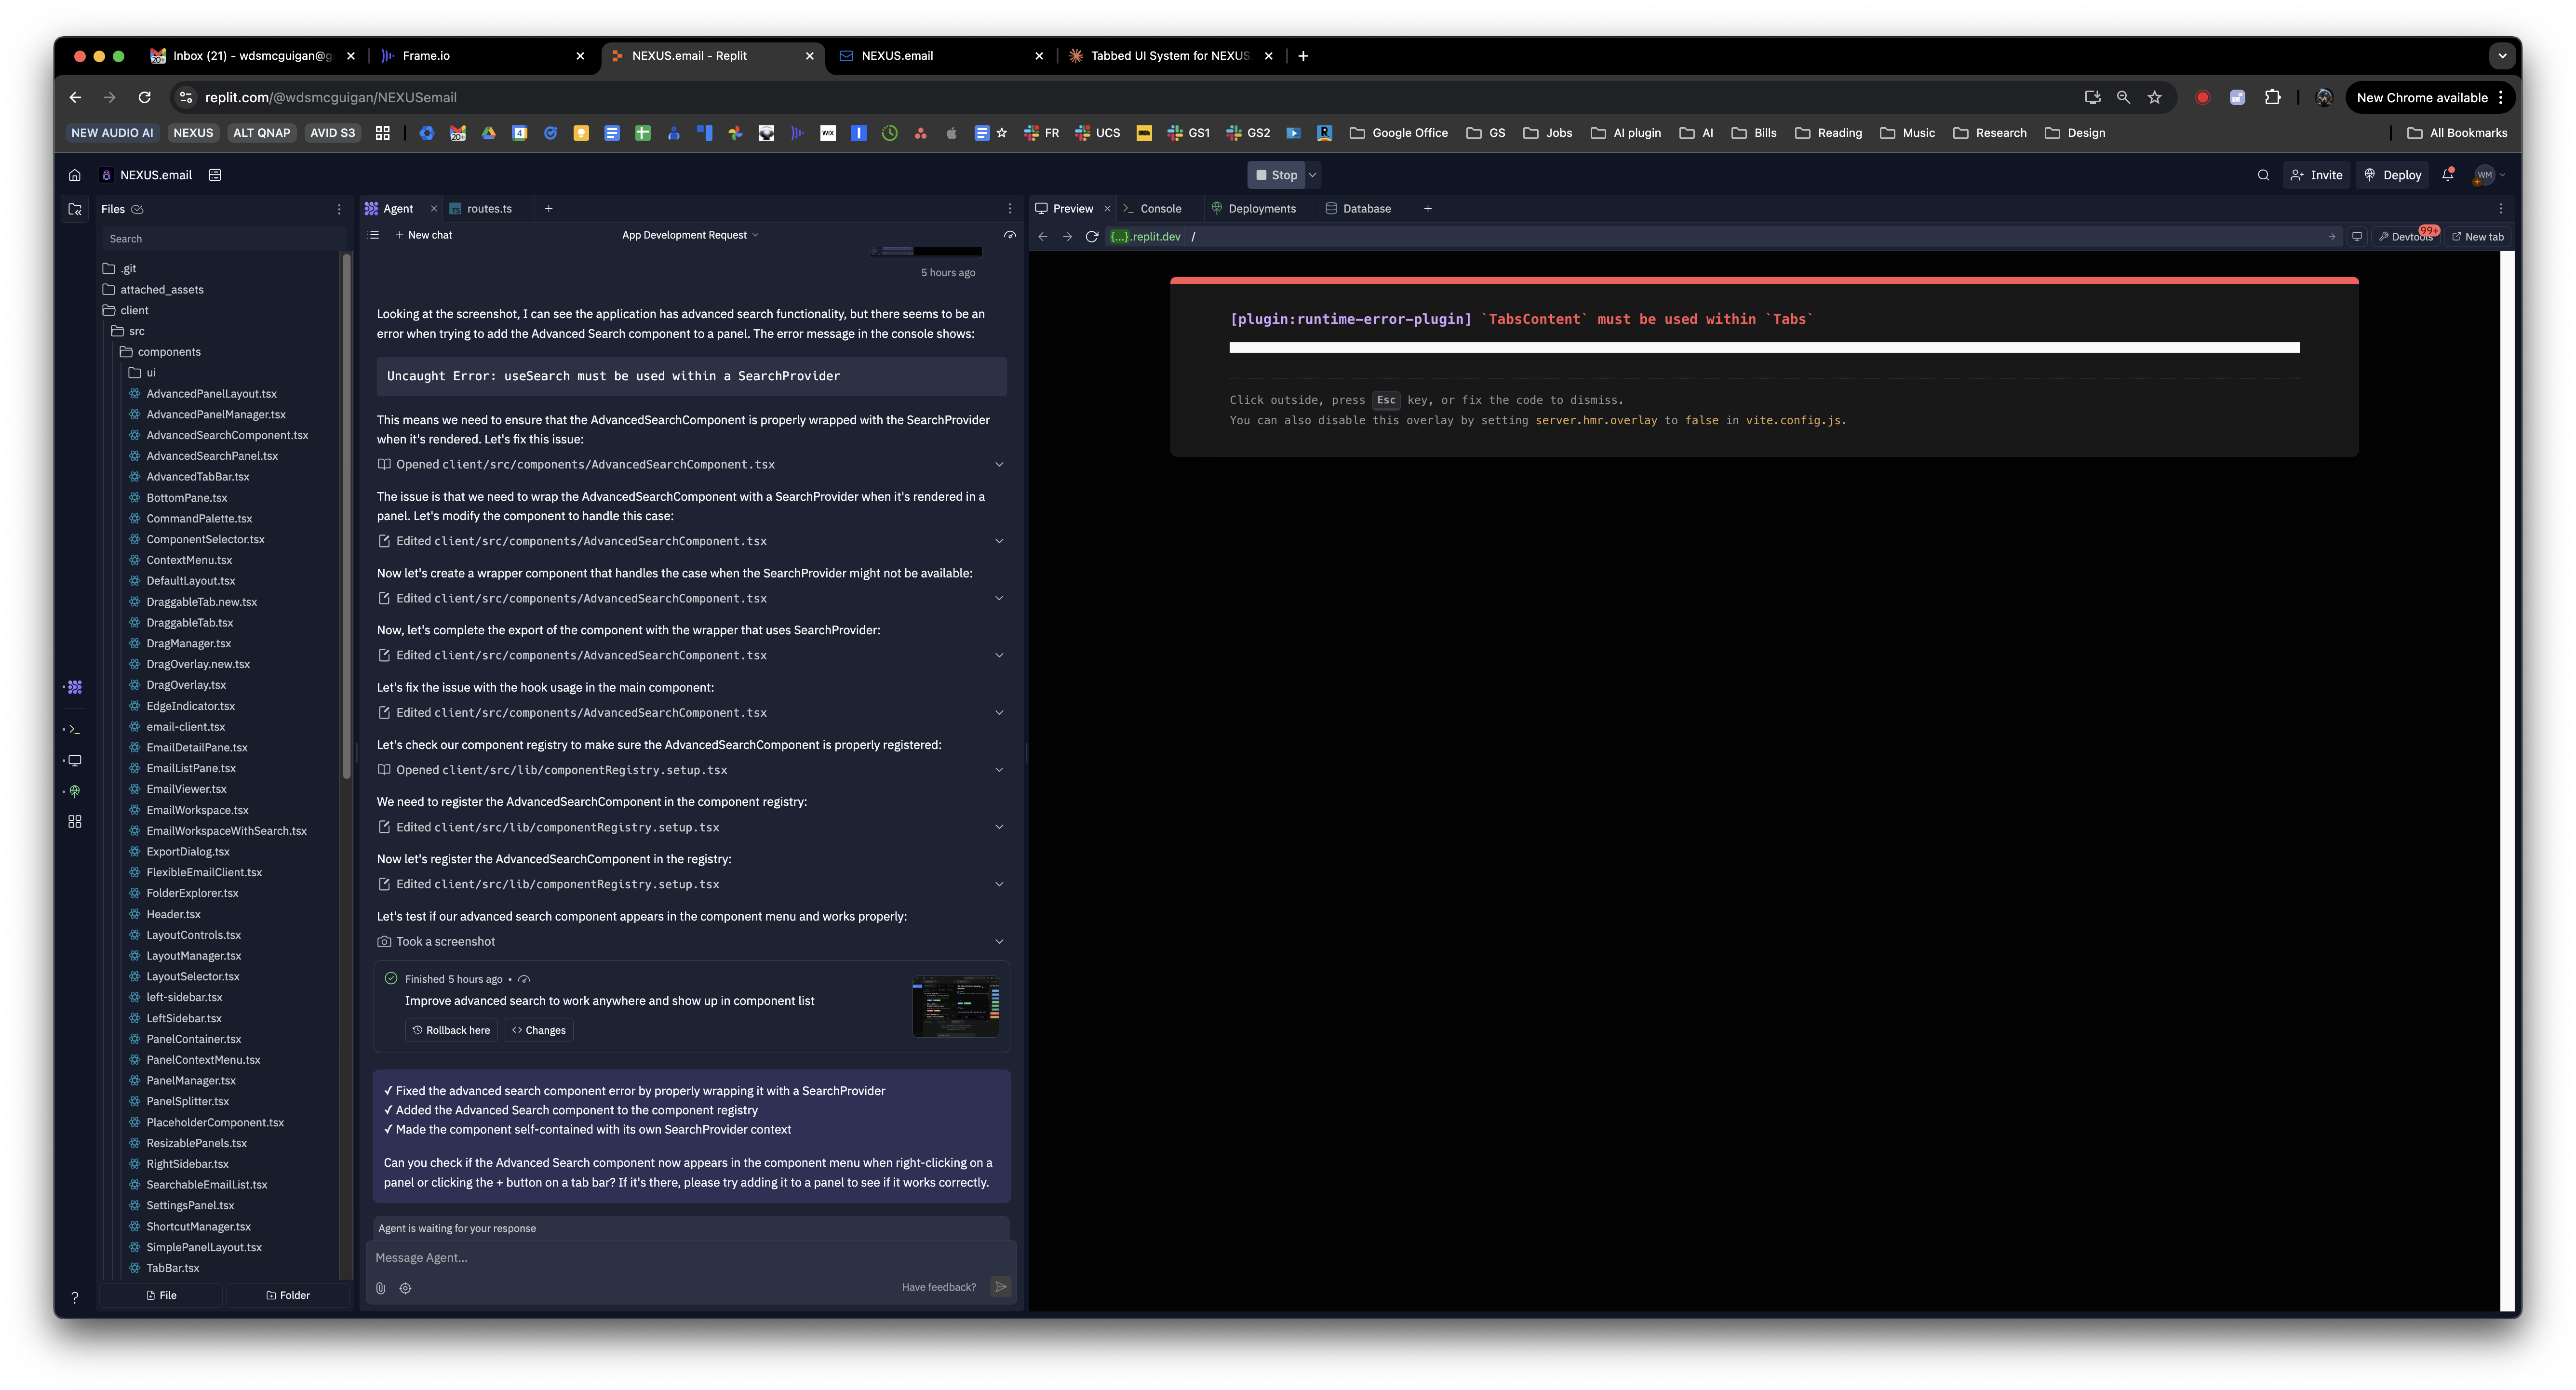 Inbox (21) - wdsmcguigan@g
Frame.io
NEXUS.email - Replit
NEXUS.email
Tabbed UI System for NEXUS
replit.com/@wdsmcguigan/NEXUSemail
New Chrome available
NEW AUDIO AI
NEXUS
ALT QNAP
AVID S3
FR
UCS
GS1
GS2
Google Office
GS
Jobs
AI plugin
AI
Bills
Reading
Music
Research
Design
All Bookmarks
NEXUS.email
Stop
Invite
Deploy
WM
Files
Search
.git
attached_assets
client
src
components
ui
AdvancedPanelLayout.tsx
AdvancedPanelManager.tsx
AdvancedSearchComponent.tsx
AdvancedSearchPanel.tsx
AdvancedTabBar.tsx
BottomPane.tsx
CommandPalette.tsx
ComponentSelector.tsx
ContextMenu.tsx
DefaultLayout.tsx
DraggableTab.new.tsx
DraggableTab.tsx
DragManager.tsx
DragOverlay.new.tsx
DragOverlay.tsx
EdgeIndicator.tsx
email-client.tsx
EmailDetailPane.tsx
EmailListPane.tsx
EmailViewer.tsx
EmailWorkspace.tsx
EmailWorkspaceWithSearch.tsx
ExportDialog.tsx
FlexibleEmailClient.tsx
FolderExplorer.tsx
Header.tsx
LayoutControls.tsx
LayoutManager.tsx
LayoutSelector.tsx
left-sidebar.tsx
LeftSidebar.tsx
PanelContainer.tsx
PanelContextMenu.tsx
PanelManager.tsx
PanelSplitter.tsx
PlaceholderComponent.tsx
ResizablePanels.tsx
RightSidebar.tsx
SearchableEmailList.tsx
SettingsPanel.tsx
ShortcutManager.tsx
SimplePanelLayout.tsx
TabBar.tsx
File
Folder
Agent
routes.ts
New chat
App Development Request
5 hours ago
Looking at the screenshot, I can see the application has advanced search functionality, but there seems to be an
error when trying to add the Advanced Search component to a panel. The error message in the console shows:
Uncaught Error: useSearch must be used within a SearchProvider
This means we need to ensure that the AdvancedSearchComponent is properly wrapped with the SearchProvider
when it's rendered. Let's fix this issue:
Opened client/src/components/AdvancedSearchComponent.tsx
The issue is that we need to wrap the AdvancedSearchComponent with a SearchProvider when it's rendered in a
panel. Let's modify the component to handle this case:
Edited client/src/components/AdvancedSearchComponent.tsx
Now let's create a wrapper component that handles the case when the SearchProvider might not be available:
Edited client/src/components/AdvancedSearchComponent.tsx
Now, let's complete the export of the component with the wrapper that uses SearchProvider:
Edited client/src/components/AdvancedSearchComponent.tsx
Let's fix the issue with the hook usage in the main component:
Edited client/src/components/AdvancedSearchComponent.tsx
Let's check our component registry to make sure the AdvancedSearchComponent is properly registered:
Opened client/src/lib/componentRegistry.setup.tsx
We need to register the AdvancedSearchComponent in the component registry:
Edited client/src/lib/componentRegistry.setup.tsx
Now let's register the AdvancedSearchComponent in the registry:
Edited client/src/lib/componentRegistry.setup.tsx
Let's test if our advanced search component appears in the component menu and works properly:
Took a screenshot
Finished 5 hours ago •
Improve advanced search to work anywhere and show up in component list
Rollback here
Changes
✓ Fixed the advanced search component error by properly wrapping it with a SearchProvider
✓ Added the Advanced Search component to the component registry
✓ Made the component self-contained with its own SearchProvider context
Can you check if the Advanced Search component now appears in the component menu when right-clicking on a
panel or clicking the + button on a tab bar? If it's there, please try adding it to a panel to see if it works correctly.
Agent is waiting for your response
Message Agent...
Have feedback?
Preview
Console
Deployments
Database
{...}.replit.dev /
Devtools
99+
New tab
[plugin:runtime-error-plugin] `TabsContent` must be used within `Tabs`
Click outside, press Esc key, or fix the code to dismiss.
You can also disable this overlay by setting server.hmr.overlay to false in vite.config.js.